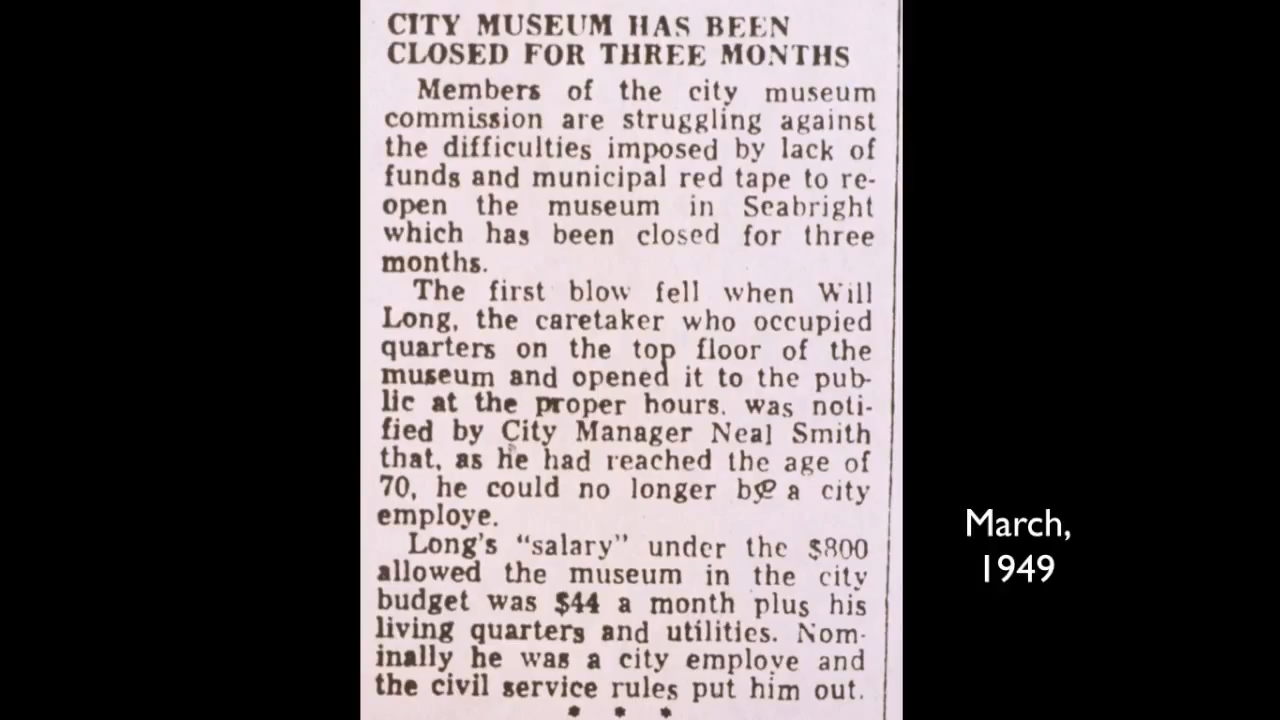 CITY MUSEUM HAS BEEN
CLOSED FOR THREE MONTHS
Members of the city museum
commission are struggling against
the difficulties imposed by lack of
funds and municipal red tape to re-
open the museum in Seabright
which has been closed for three
months.
The first blow fell when Will
Long, the caretaker who occupied
quarters on the top floor of the
museum and opened it to the pub-
lic at the proper hours. was noti-
fied by City Manager Neal Smith
that, as he had reached the age of
70, he could no longer be a city
employe.
Long's "salary" under the $800
allowed the museum in the city
budget was $44 a month plus his
living quarters and utilities. Nom-
inally he was a city employe and
the civil service rules put him out.
* * *
March,
1949